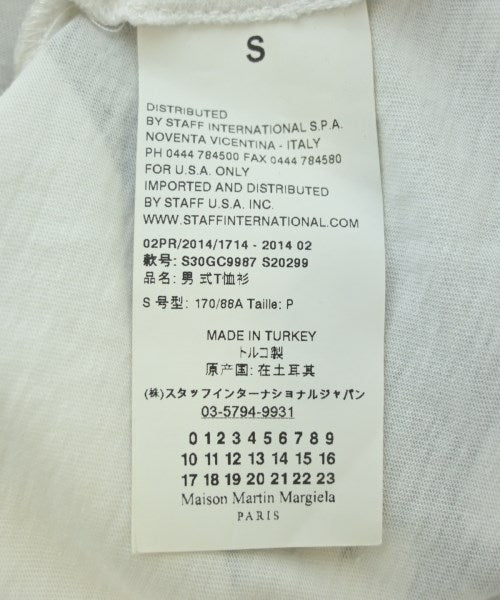 S
DISTRIBUTED
BY STAFF INTERNATIONAL S.P.A.
NOVENTA VICENTINA - ITALY
PH 0444 784500 FAX 0444 784580
FOR U.S.A. ONLY
IMPORTED AND DISTRIBUTED
BY STAFF U.S.A. INC.
WWW.STAFFINTERNATIONAL.COM
02PR/2014/1714 - 2014 02
款号: S30GC9987 S20299
品名: 男 式T恤衫
S 号型: 170/88A Taille: P
MADE IN TURKEY
トルコ製
原产国: 在土耳其
(株)スタッフインターナショナルジャパン
03-5794-9931
0 1 2 3 4 5 6 7 8 9
10 11 12 13 14 15 16
17 18 19 20 21 22 23
Maison Martin Margiela
PARIS